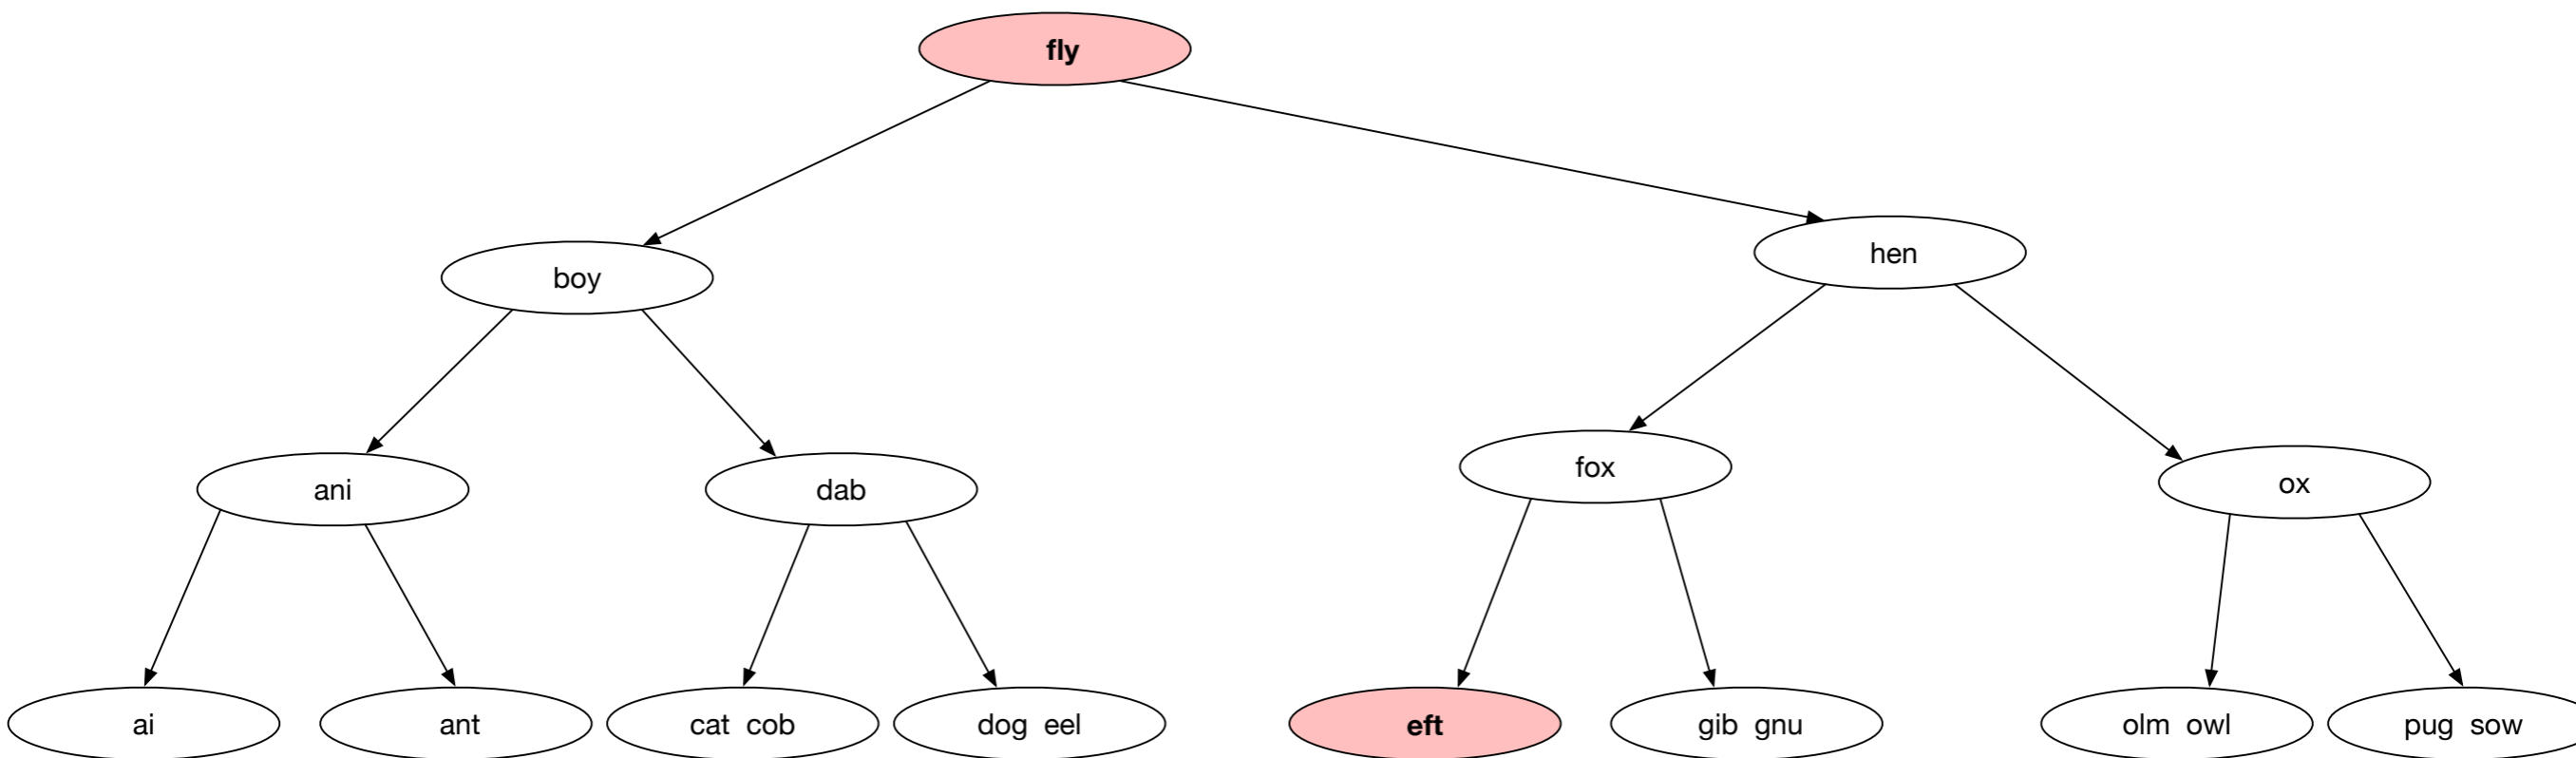 fly
boy
hen
ani
dab
fox
ox
ai
ant
cat cob
dog eel
eft
gib gnu
olm owl
pug sow